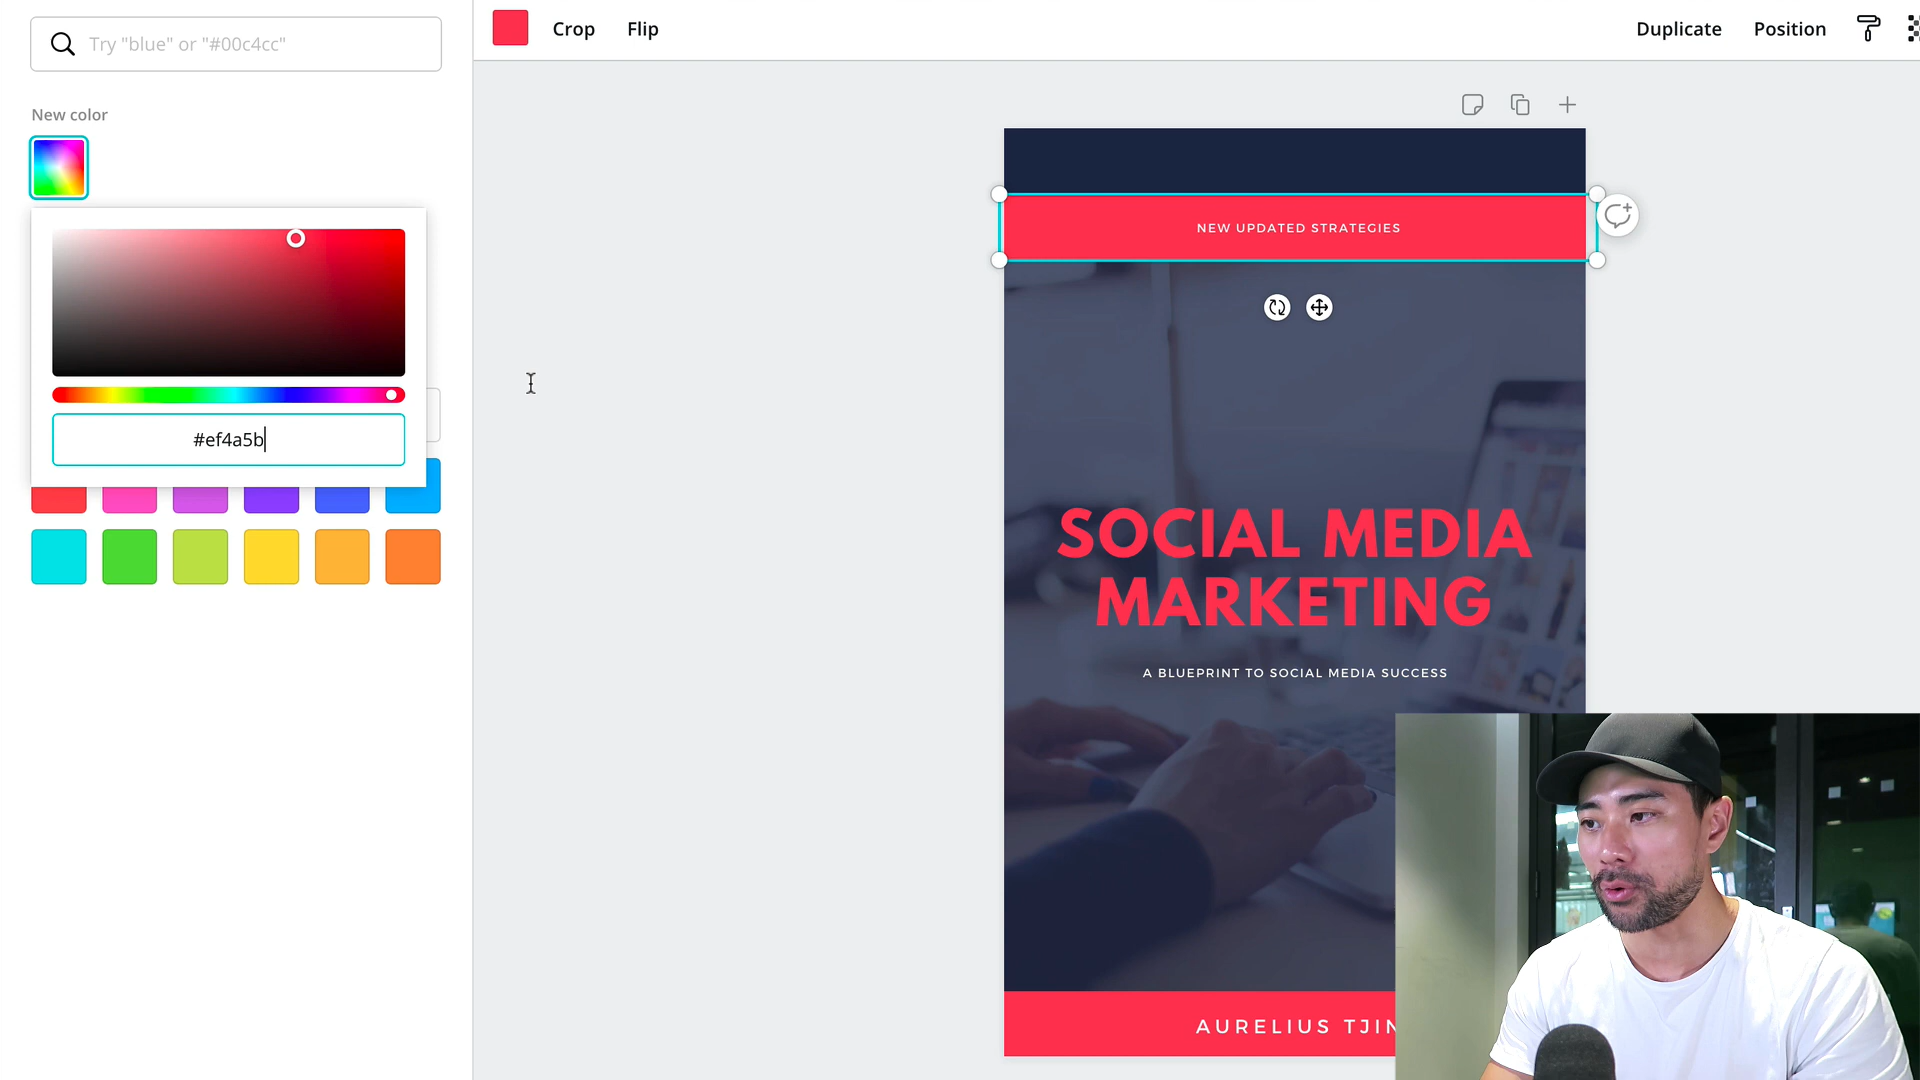 Try "blue" or "#00c4cc"
Crop Flip Duplicate Position
New color
#ef4a5b
NEW UPDATED STRATEGIES
SOCIAL MEDIA
MARKETING
A BLUEPRINT TO SOCIAL MEDIA SUCCESS
AURELIUS TJIN